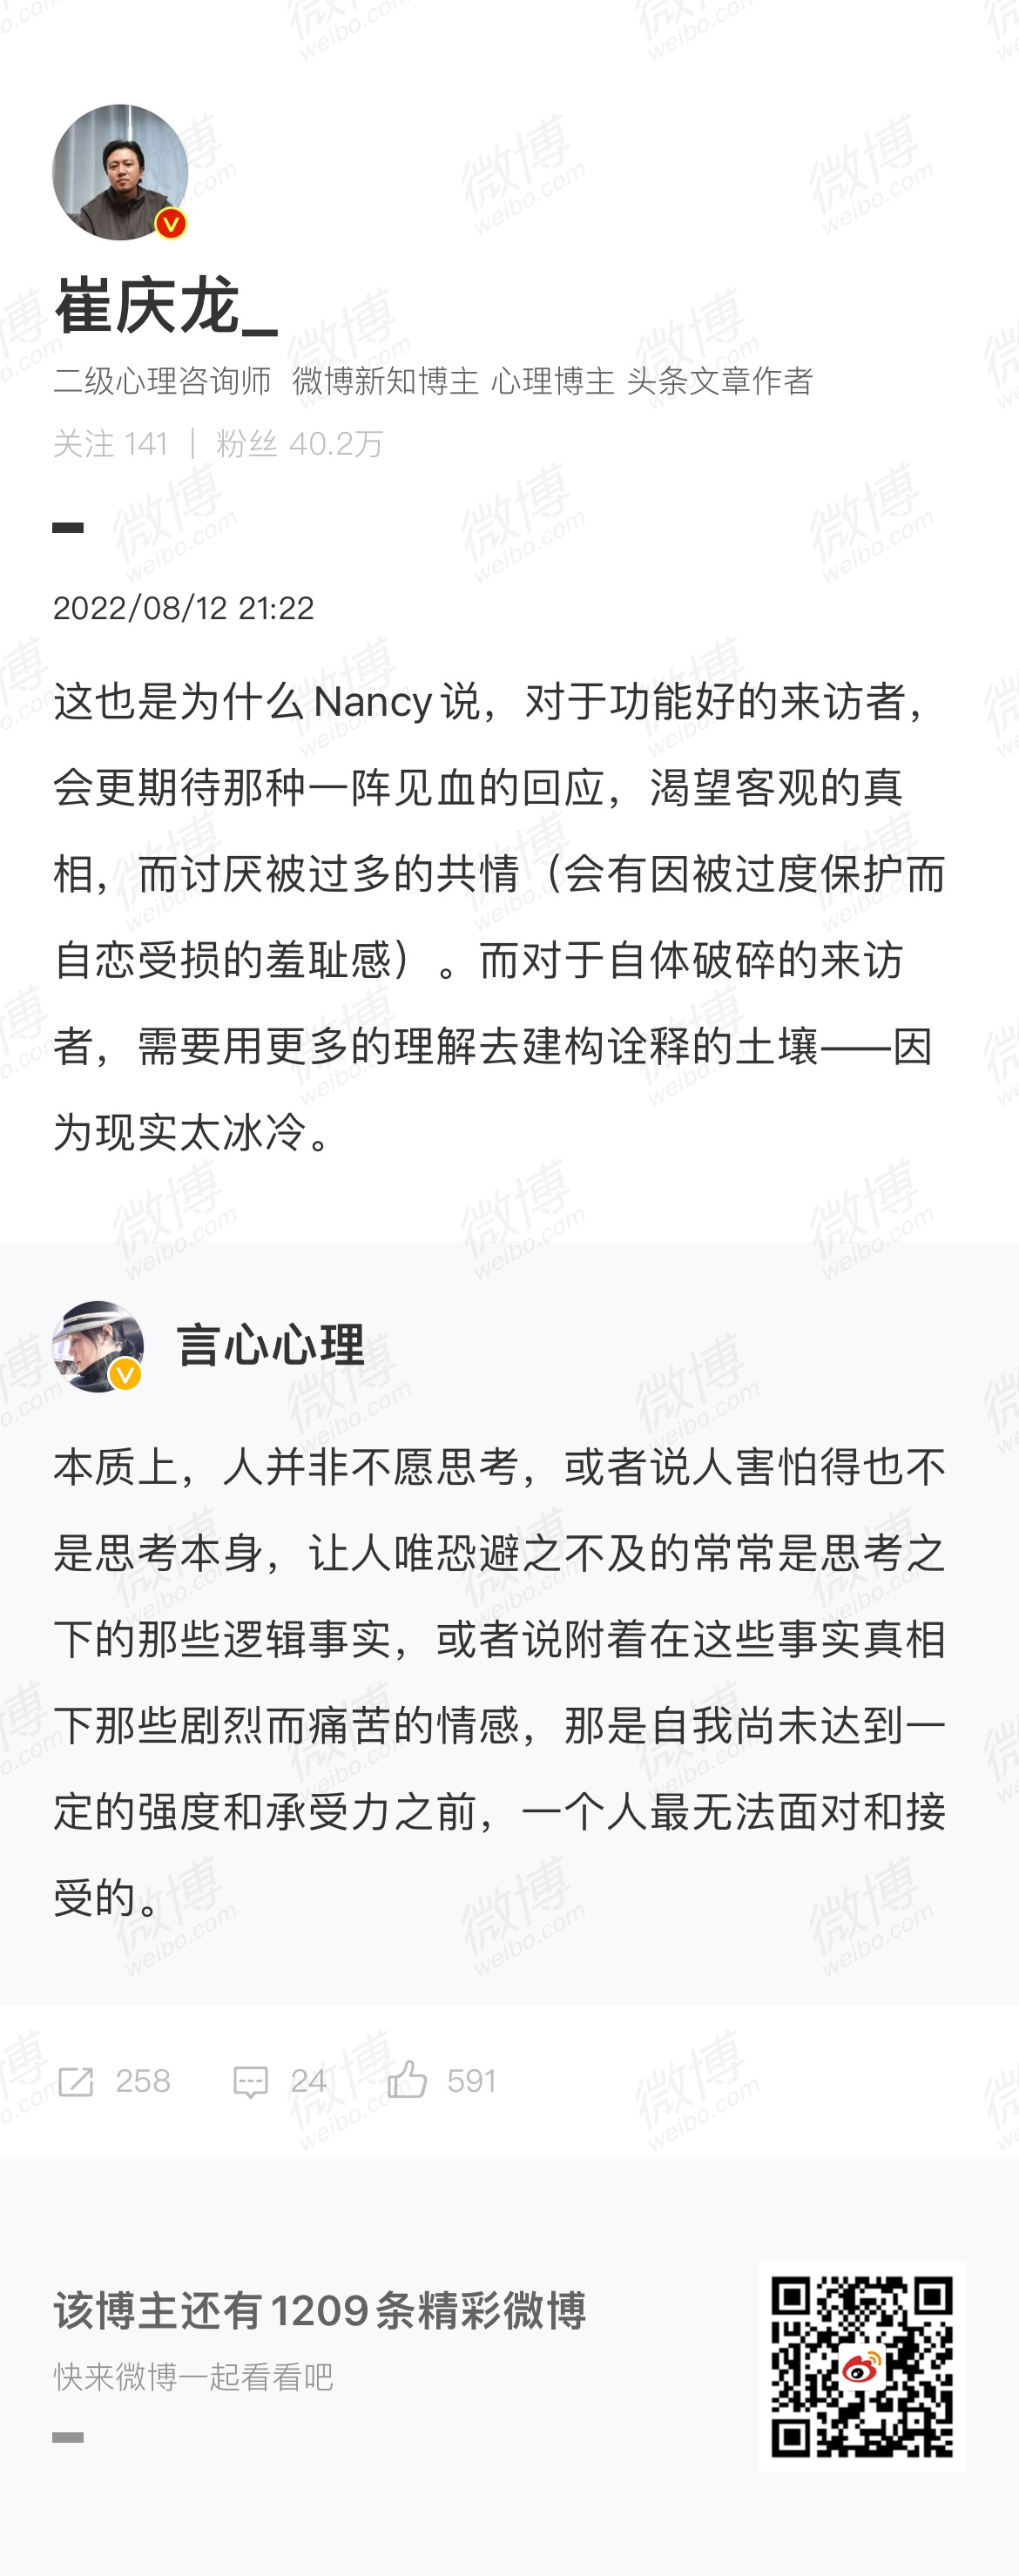 崔庆龙_
二级心理咨询师 微博新知博主 心理博主 头条文章作者
关注 141 | 粉丝 40.2万
2022/08/12 21:22
这也是为什么Nancy说，对于功能好的来访者，
会更期待那种一阵见血的回应，渴望客观的真
相，而讨厌被过多的共情（会有因被过度保护而
自恋受损的羞耻感）。而对于自体破碎的来访
者，需要用更多的理解去建构诠释的土壤——因
为现实太冰冷。
言心心理
本质上，人并非不愿思考，或者说人害怕得也不
是思考本身，让人唯恐避之不及的常常是思考之
下的那些逻辑事实，或者说附着在这些事实真相
下那些剧烈而痛苦的情感，那是自我尚未达到一
定的强度和承受力之前，一个人最无法面对和接
受的。
258 24 591
该博主还有1209条精彩微博
快来微博一起看看吧
微博
weibo.com